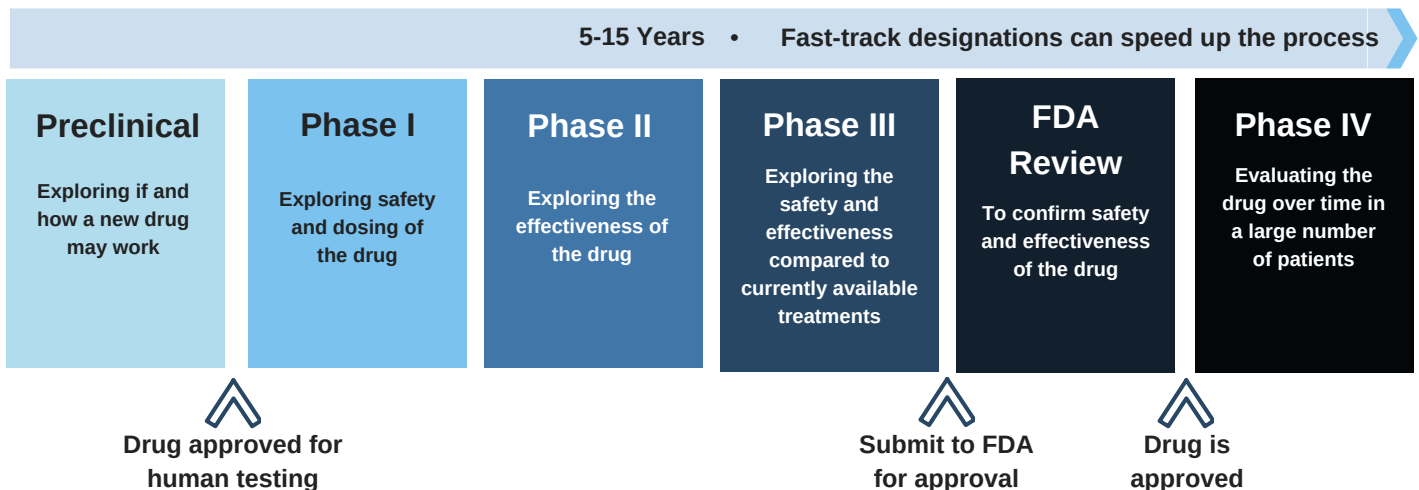 5-15 Years • Fast-track designations can speed up the process
Preclinical
Exploring if and
how a new drug
may work
Phase I
Exploring safety
and dosing of
the drug
Phase II
Exploring the
effectiveness of
the drug
Phase III
Exploring the
safety and
effectiveness
compared to
currently available
treatments
FDA
Review
To confirm safety
and effectiveness
of the drug
Phase IV
Evaluating the
drug over time in
a large number
of patients
Drug approved for
human testing
Submit to FDA
for approval
Drug is
approved